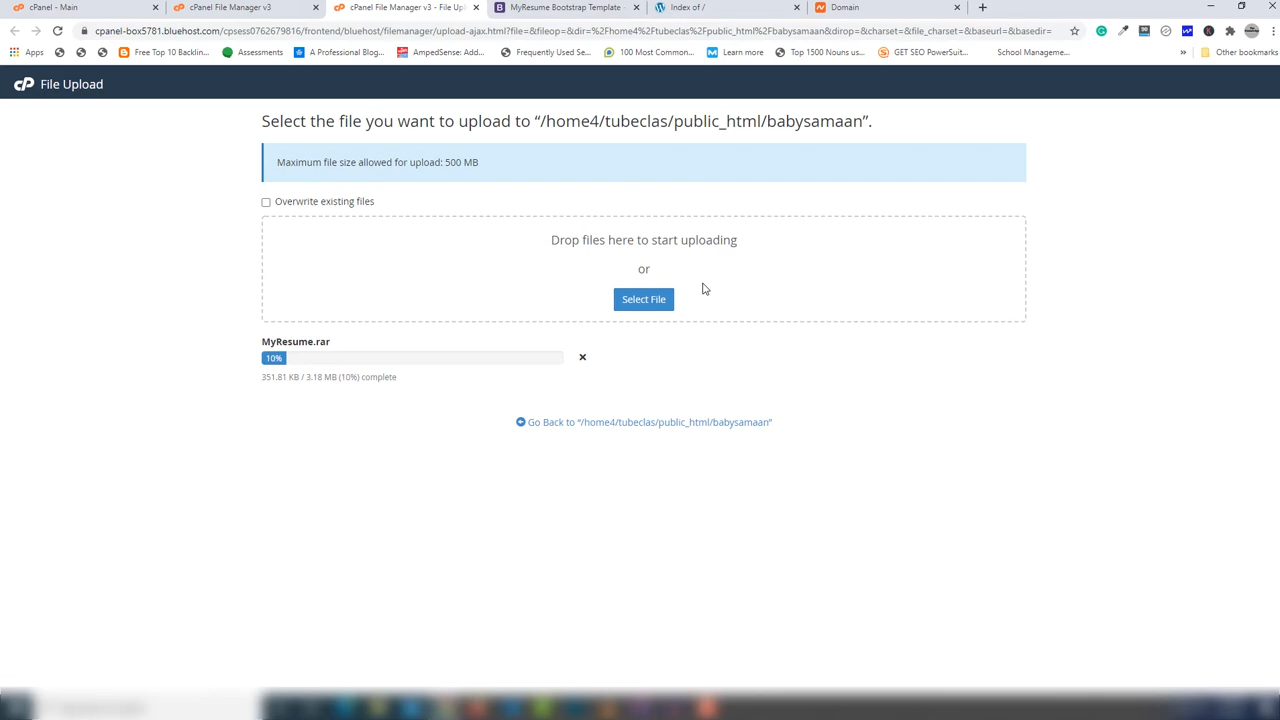 cPanel - Main
cPanel File Manager v3
cPanel File Manager v3 - File Upl
MyResume Bootstrap Template -
Index of /
Domain
cpanel-box5781.bluehost.com/cpsess0762679816/frontend/bluehost/filemanager/upload-ajax.html?file=&fileop=&dir=%2Fhome4%2Ftubeclas%2Fpublic_html%2Fbabysamaan&dirop=&charset=&file_charset=&baseurl=&basedir=
Apps
Free Top 10 Backlin...
Assessments
A Professional Blog...
AmpedSense: Add...
Frequently Used Se...
100 Most Common...
Learn more
Top 1500 Nouns us...
GET SEO PowerSuit...
School Manageme...
Other bookmarks
cP File Upload
Select the file you want to upload to “/home4/tubeclas/public_html/babysamaan”.
Maximum file size allowed for upload: 500 MB
Overwrite existing files
Drop files here to start uploading
or
Select File
MyResume.rar
10%
351.81 KB / 3.18 MB (10%) complete
Go Back to “/home4/tubeclas/public_html/babysamaan”